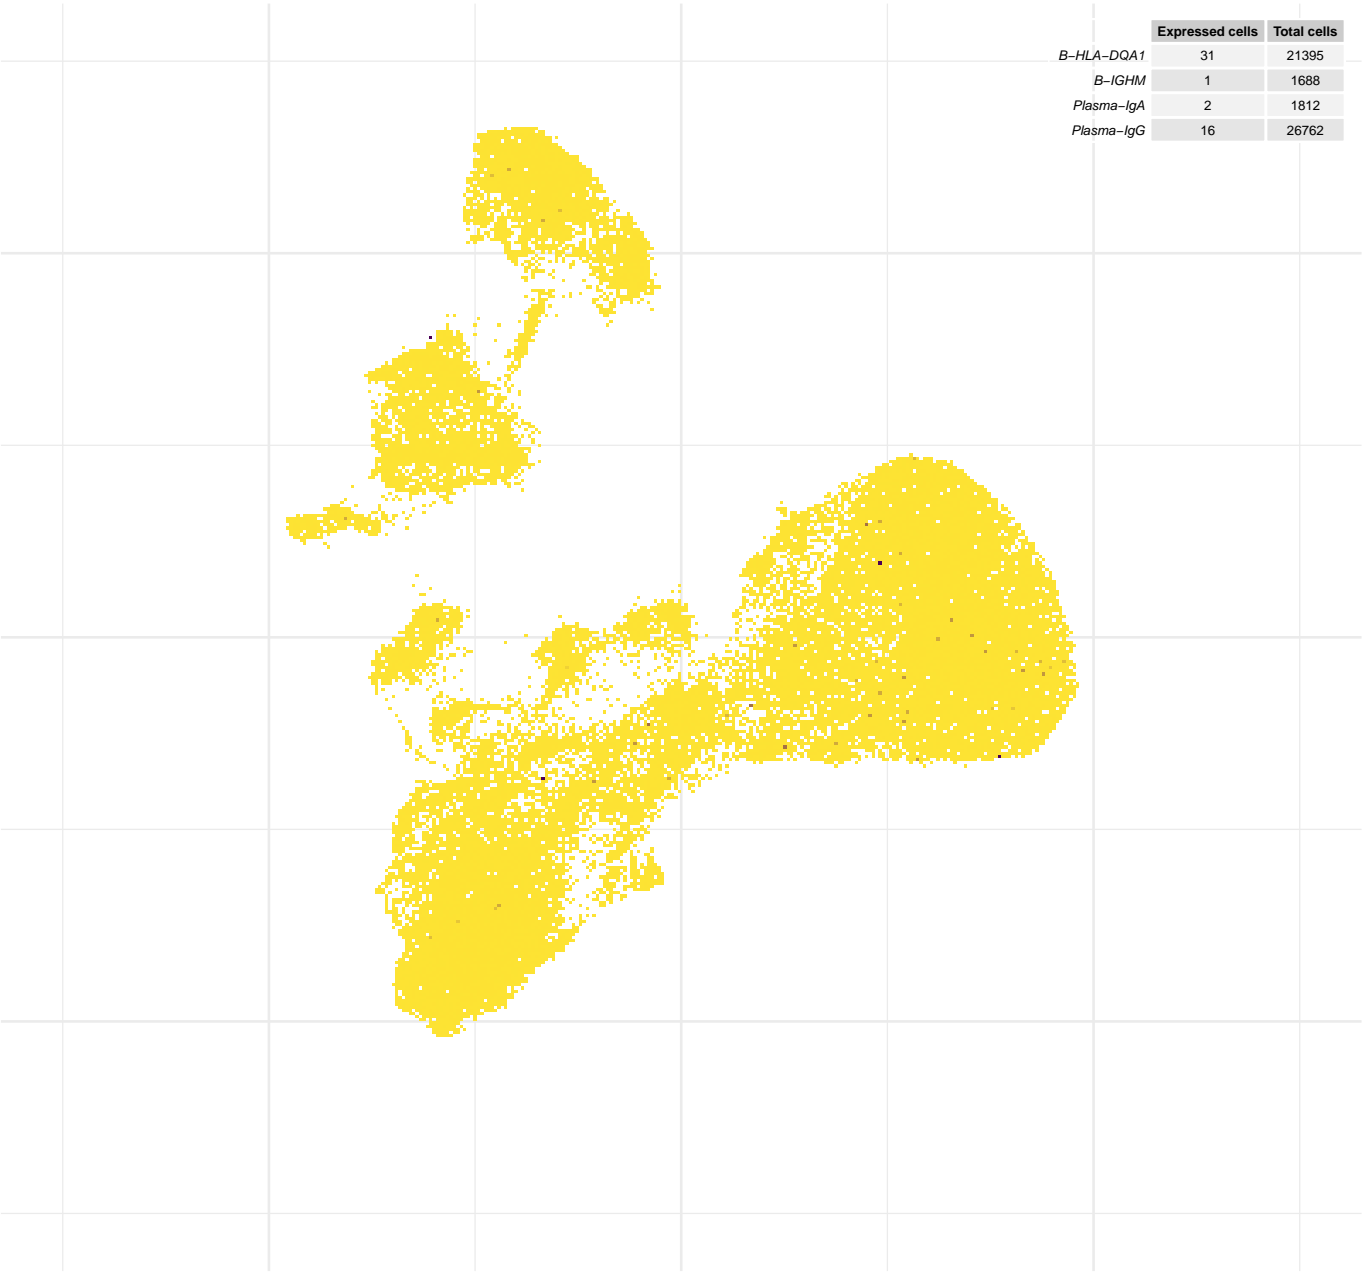 Expressed cells Total cells
B−HLA−DQA1 31 21395
B−IGHM 1 1688
Plasma−IgA 2 1812
Plasma−IgG 16 26762